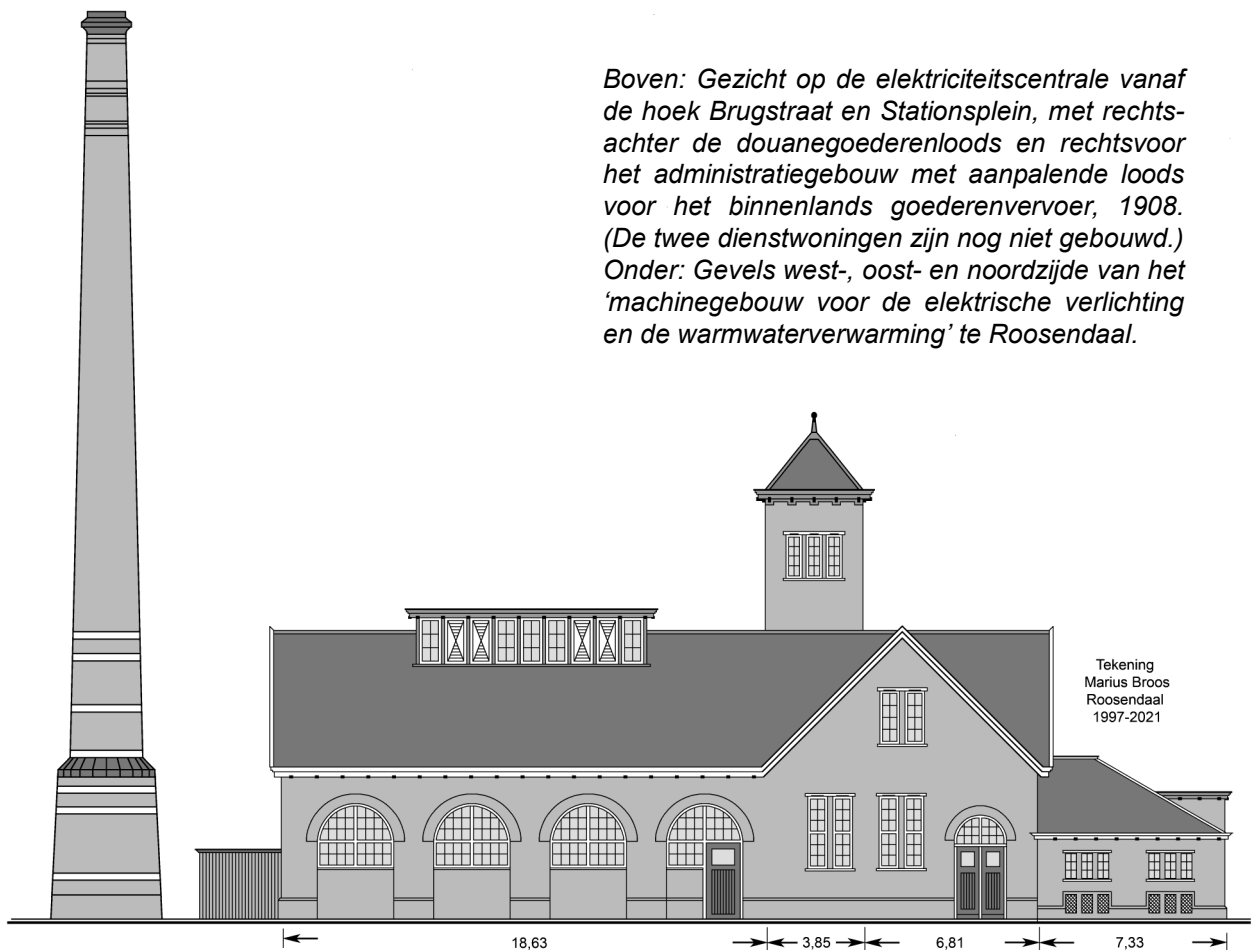 Boven: Gezicht op de elektriciteitscentrale vanaf
de hoek Brugstraat en Stationsplein, met rechts-
achter de douanegoederenloods en rechtsvoor
het administratiegebouw met aanpalende loods
voor het binnenlands goederenvervoer, 1908.
(De twee dienstwoningen zijn nog niet gebouwd.)
Onder: Gevels west-, oost- en noordzijde van het
‘machinegebouw voor de elektrische verlichting
en de warmwaterverwarming’ te Roosendaal.
Tekening
Marius Broos
Roosendaal
1997-2021
18,63 3,85 6,81 7,33